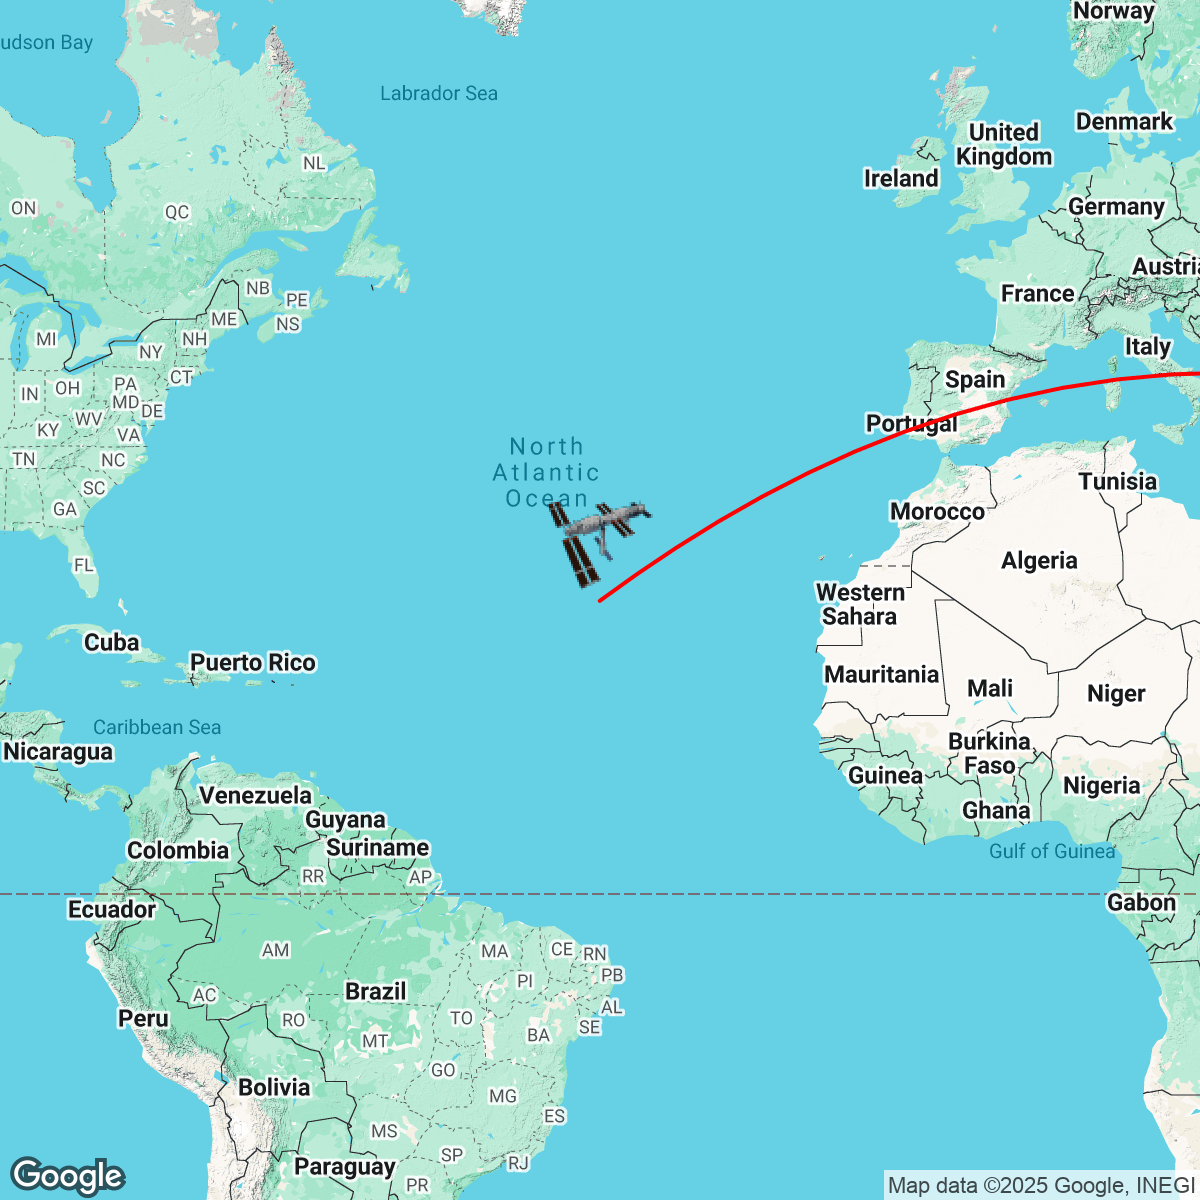 Norway
udson Bay
Labrador Sea
Denmark
United
Kingdom
NL
Ireland
ON
QC
Germany
Austria
NB
France
PE
ME
NS
MI
NH
Italy
NY
CT
Spain
PA
OH
IN
MD
DE
WV
Portugal
KY
VA
North
TN
NC
Atlantic
Tunisia
SC
Ocean
GA
Morocco
FL
Algeria
Western
Sahara
Cuba
Puerto Rico
Mauritania
Mali
Niger
Caribbean Sea
Nicaragua
Burkina
Faso
Guinea
Nigeria
Venezuela
Ghana
Guyana
Suriname
Colombia
Gulf of Guinea
RR
AP
Gabon
Ecuador
AM
MA
CE
RN
PB
PI
Brazil
AC
AL
Peru
RO
TO
SE
BA
MT
GO
Bolivia
MG
ES
MS
SP
RJ
Paraguay
PR
Google
Map data ©2025 Google, INEGI